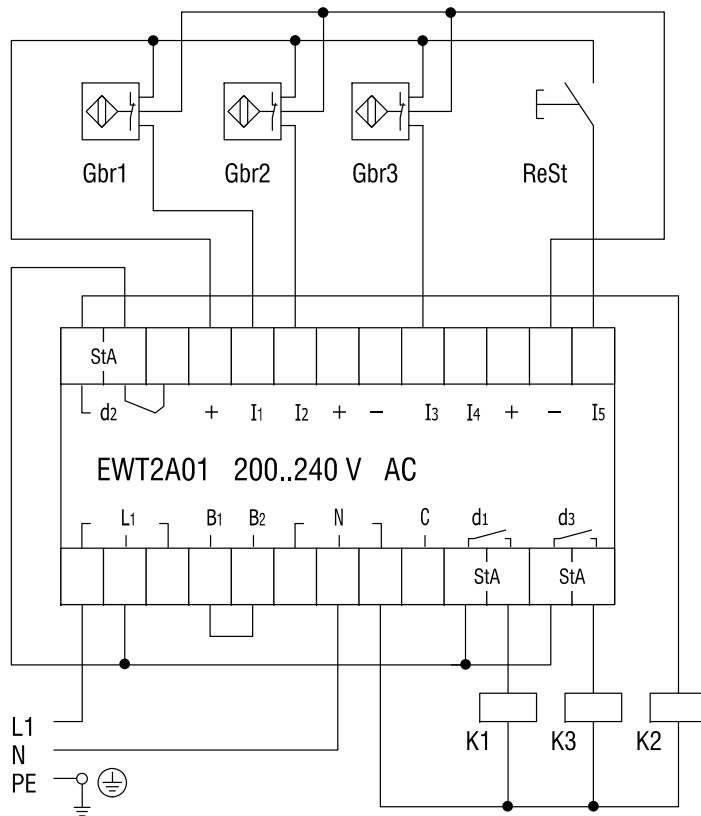 Gbr1 Gbr2 Gbr3 ReSt
StA
d2 + I1 I2 + − I3 I4 + − I5
EWT2A01 200..240 V AC
L1 B1 B2 N C d1 d3
StA StA
L1
N
PE
K1 K3 K2